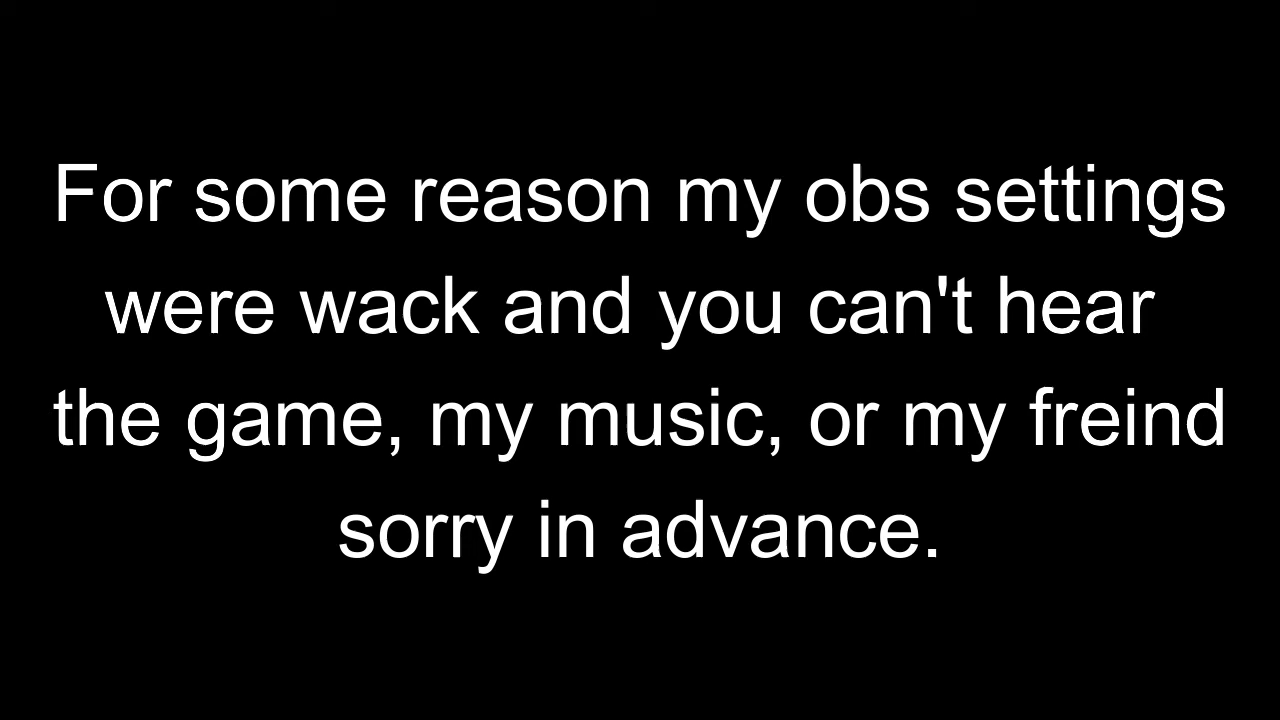 For some reason my obs settings
were wack and you can't hear
the game, my music, or my freind
sorry in advance.